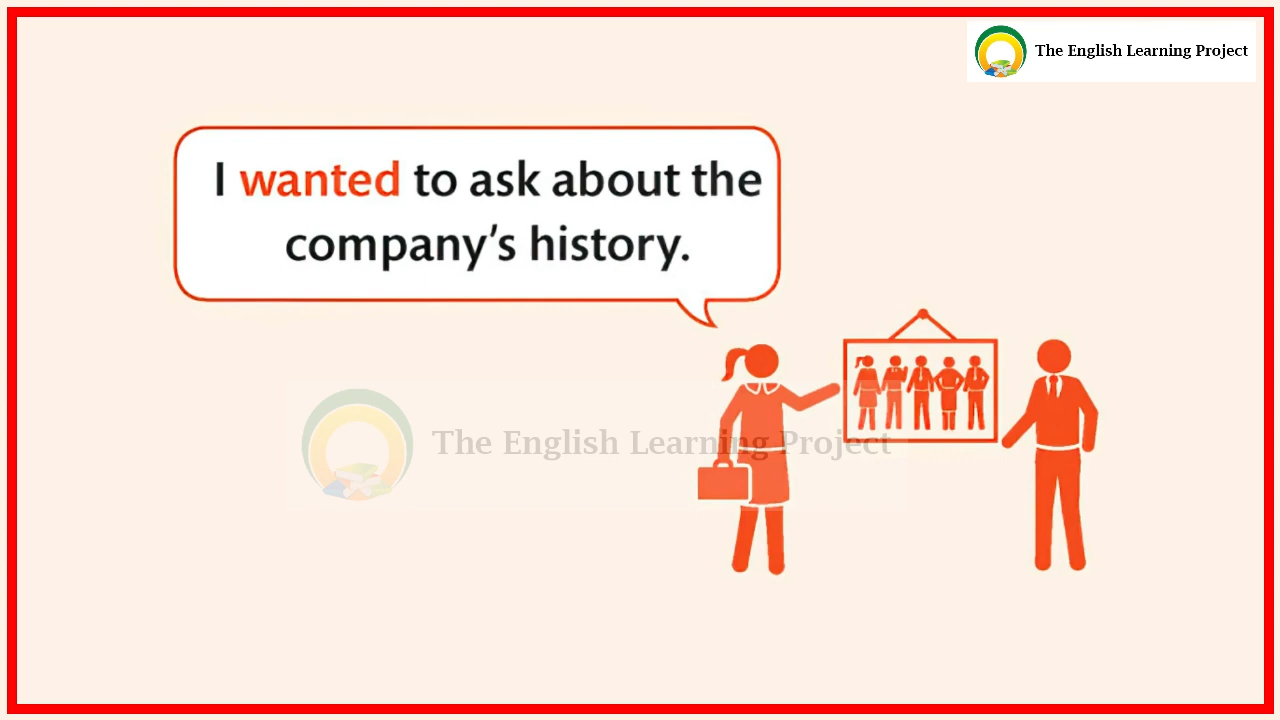 The English Learning Project
I wanted to ask about the
company’s history.
The English Learning Project